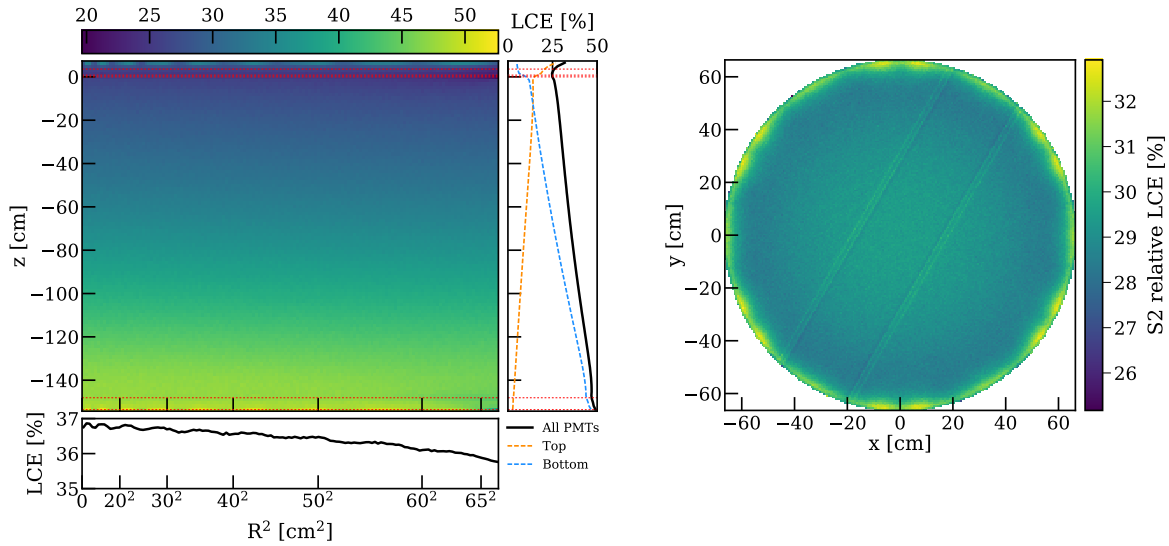 20 25 30 35 40 45 50
LCE [%]
0 25 50
z [cm]
0
−20
−40
−60
−80
−100
−120
−140
LCE [%]
37
36
35
0 20² 30² 40² 50² 60² 65²
R² [cm²]
All PMTs
Top
Bottom
y [cm]
60
40
20
0
−20
−40
−60
−60 −40 −20 0 20 40 60
x [cm]
32
31
30
29
28
27
26
S2 relative LCE [%]